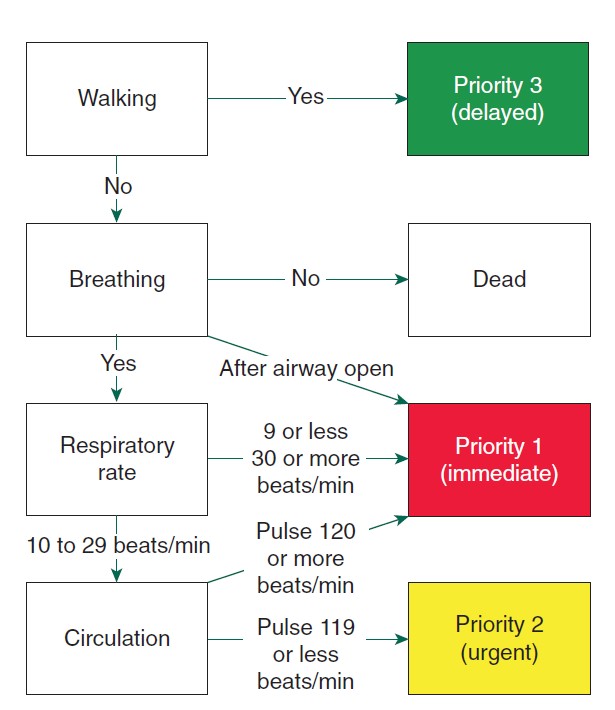 Walking
Yes
Priority 3
(delayed)
No
Breathing
No
Dead
Yes
After airway open
Respiratory
rate
9 or less
30 or more
beats/min
Priority 1
(immediate)
10 to 29 beats/min
Pulse 120
or more
beats/min
Circulation
Pulse 119
or less
beats/min
Priority 2
(urgent)